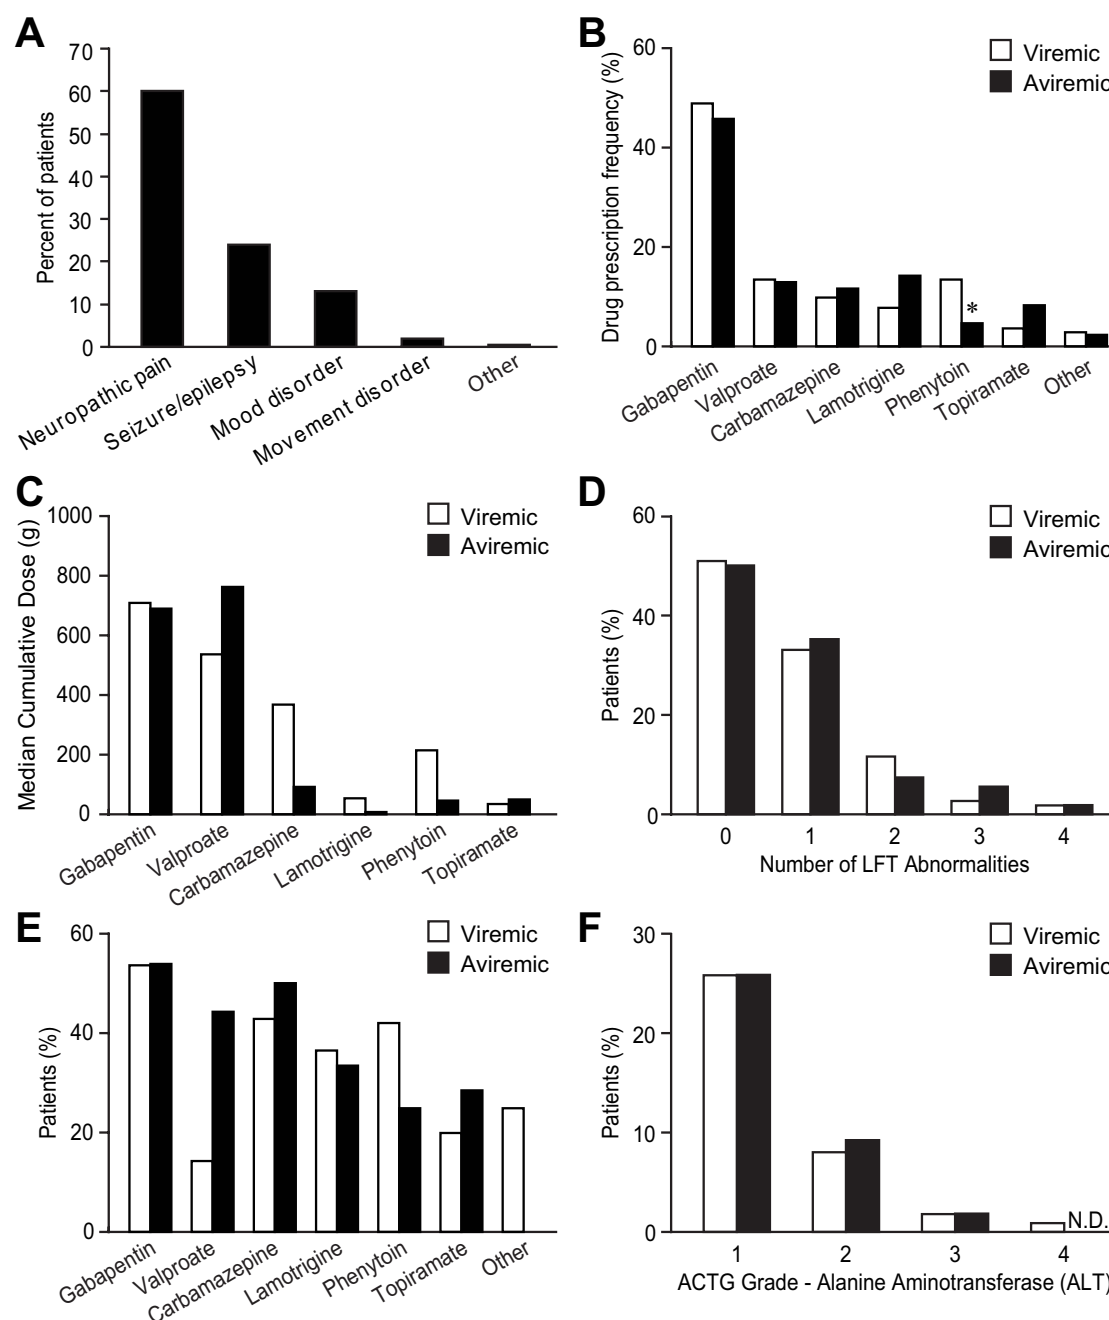 A
70
60
50
40
30
20
10
0
Percent of patients
Neuropathic pain
Seizure/epilepsy
Mood disorder
Movement disorder
Other
B
60
40
20
0
Drug prescription frequency (%)
Viremic
Aviremic
*
Gabapentin
Valproate
Carbamazepine
Lamotrigine
Phenytoin
Topiramate
Other
C
1000
800
600
400
200
0
Median Cumulative Dose (g)
Viremic
Aviremic
Gabapentin
Valproate
Carbamazepine
Lamotrigine
Phenytoin
Topiramate
D
60
40
20
0
Patients (%)
Viremic
Aviremic
0 1 2 3 4
Number of LFT Abnormalities
E
60
40
20
0
Patients (%)
Viremic
Aviremic
Gabapentin
Valproate
Carbamazepine
Lamotrigine
Phenytoin
Topiramate
Other
F
30
20
10
0
Patients (%)
Viremic
Aviremic
N.D.
1 2 3 4
ACTG Grade - Alanine Aminotransferase (ALT)